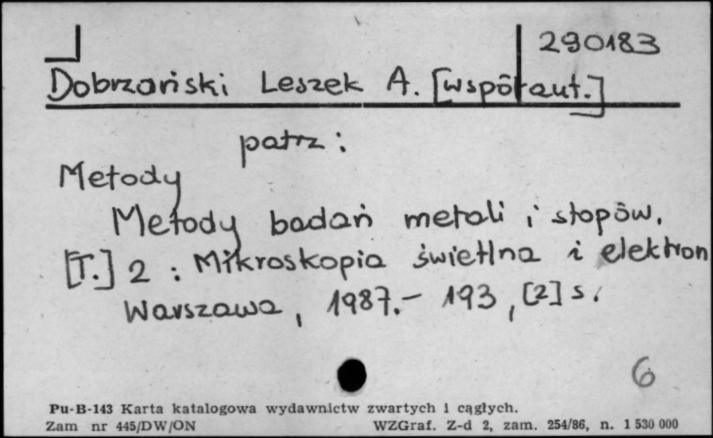 290183
Dobrzański Leszek A. [współaut.]
patrz:
Metody
Metody badań metali i stopów.
[T.] 2 : Mikroskopia świetlna i elektron
Warszawa, 1987.- 193, [2] s.
6
Pu-B-143 Karta katalogowa wydawnictw zwartych i cągłych.
Zam nr 445/DW/ON WZGraf. Z-d 2, zam. 254/86, n. 1 530 000